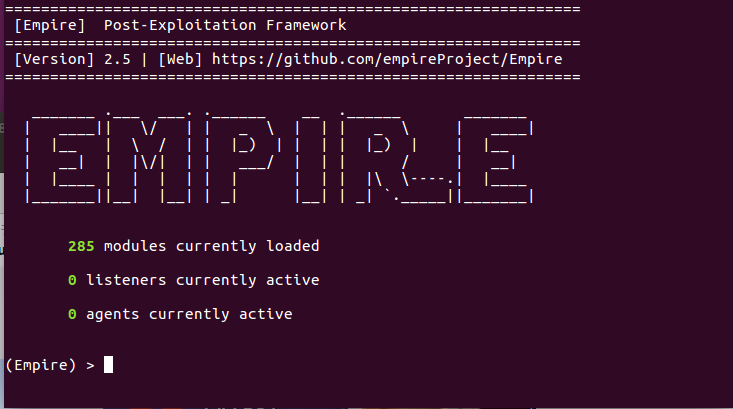 [Empire]  Post-Exploitation Framework
[Version] 2.5 | [Web] https://github.com/empireProject/Empire
EMPIRE
285 modules currently loaded
0 listeners currently active
0 agents currently active
(Empire) >